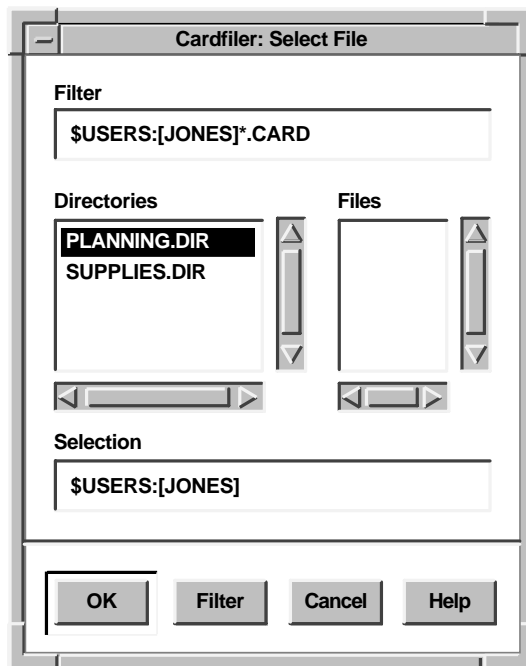 Cardfiler: Select File
Filter
$USERS:[JONES]*.CARD
Directories
Files
PLANNING.DIR
SUPPLIES.DIR
Selection
$USERS:[JONES]
OK
Filter
Cancel
Help